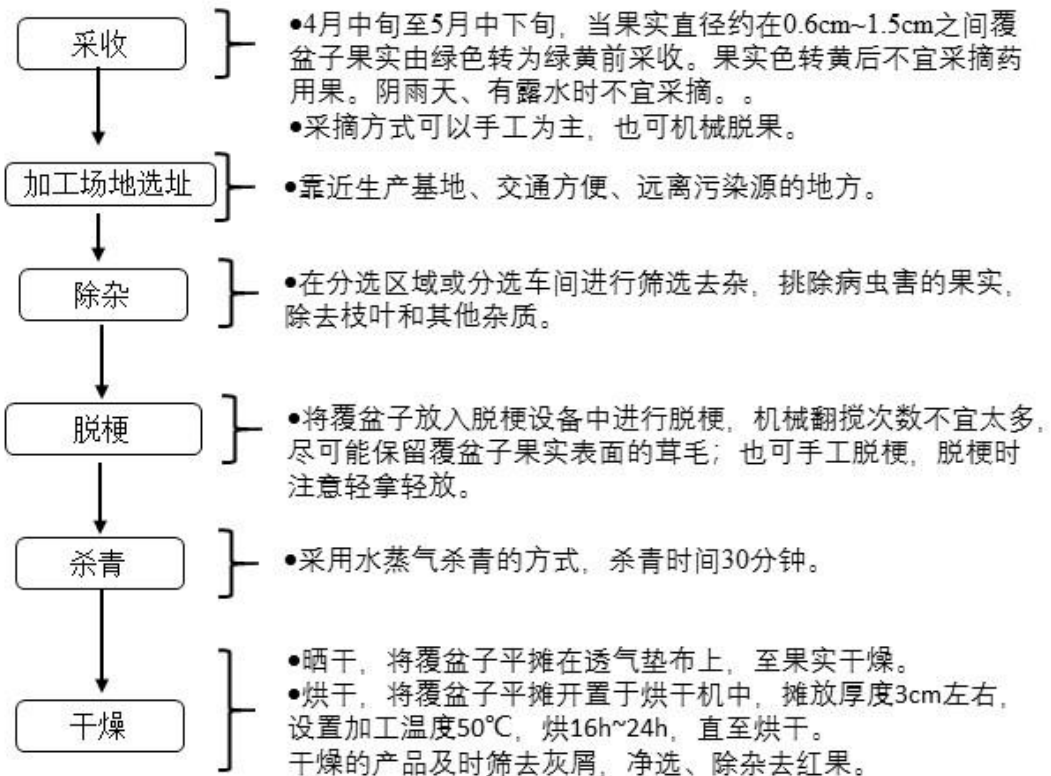 采收
●4月中旬至5月中下旬，当果实直径约在0.6cm~1.5cm之间覆
盆子果实由绿色转为绿黄前采收。果实色转黄后不宜采摘药
用果。阴雨天、有露水时不宜采摘。。
●采摘方式可以手工为主，也可机械脱果。
加工场地选址
●靠近生产基地、交通方便、远离污染源的地方。
除杂
●在分选区域或分选车间进行筛选去杂，挑除病虫害的果实，
除去枝叶和其他杂质。
脱梗
●将覆盆子放入脱梗设备中进行脱梗，机械翻搅次数不宜太多，
尽可能保留覆盆子果实表面的茸毛；也可手工脱梗，脱梗时
注意轻拿轻放。
杀青
●采用水蒸气杀青的方式，杀青时间30分钟。
干燥
●晒干，将覆盆子平摊在透气垫布上，至果实干燥。
●烘干，将覆盆子平摊开置于烘干机中，摊放厚度3cm左右，
设置加工温度50℃，烘16h~24h，直至烘干。
干燥的产品及时筛去灰屑，净选、除杂去红果。